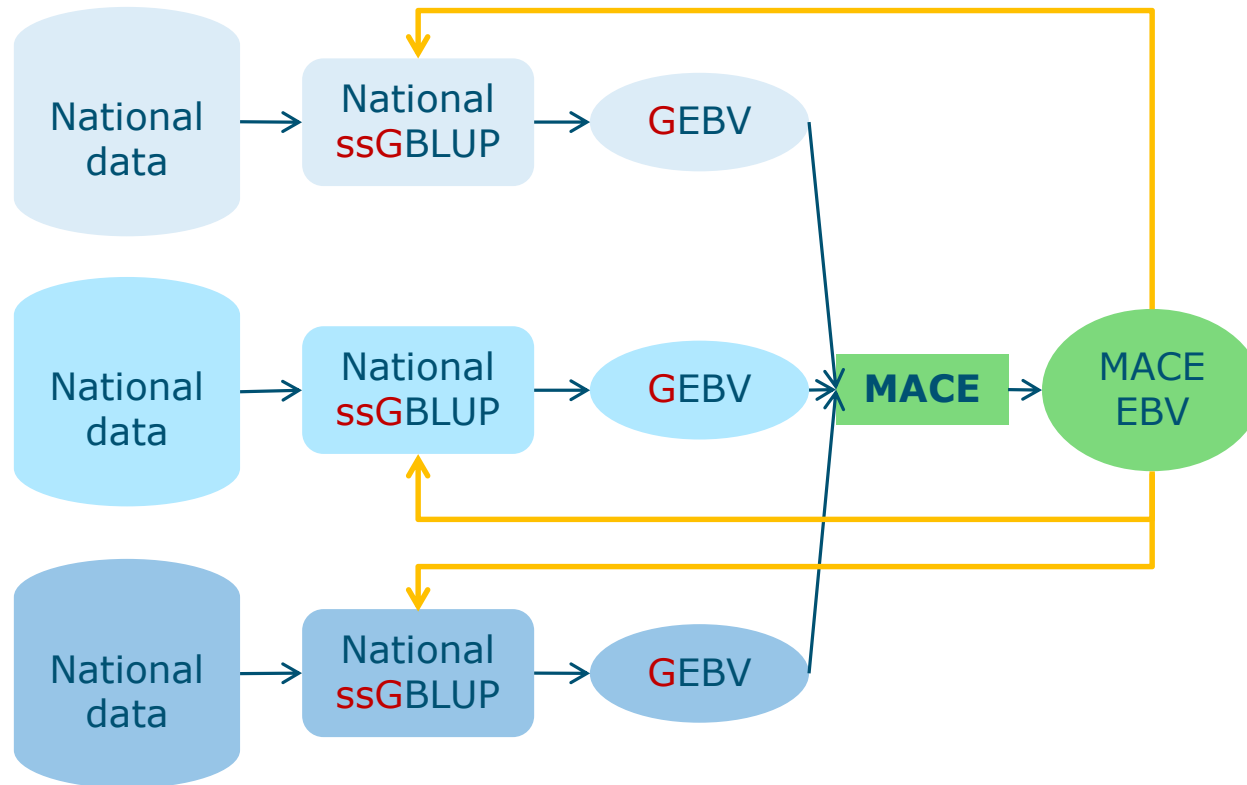 National
data
National
ssGBLUP
GEBV
National
data
National
ssGBLUP
GEBV
MACE
MACE
EBV
National
data
National
ssGBLUP
GEBV